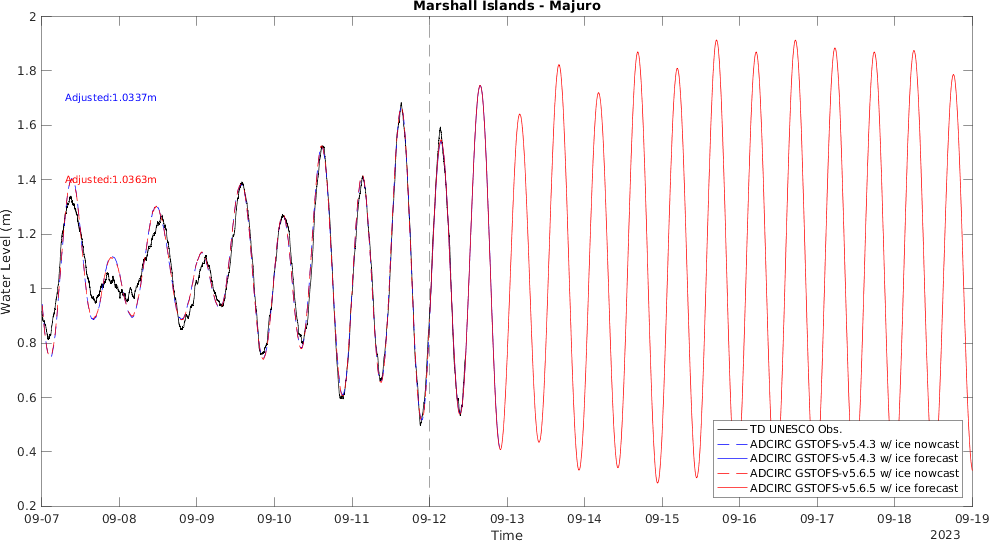 Marshall Islands - Majuro
2
1.8
1.6
1.4
1.2
1
0.8
0.6
0.4
0.2
Water Level (m)
Adjusted:1.0337m
Adjusted:1.0363m
TD UNESCO Obs.
ADCIRC GSTOFS-v5.4.3 w/ ice nowcast
ADCIRC GSTOFS-v5.4.3 w/ ice forecast
ADCIRC GSTOFS-v5.6.5 w/ ice nowcast
ADCIRC GSTOFS-v5.6.5 w/ ice forecast
09-07 09-08 09-09 09-10 09-11 09-12 09-13 09-14 09-15 09-16 09-17 09-18 09-19
Time
2023